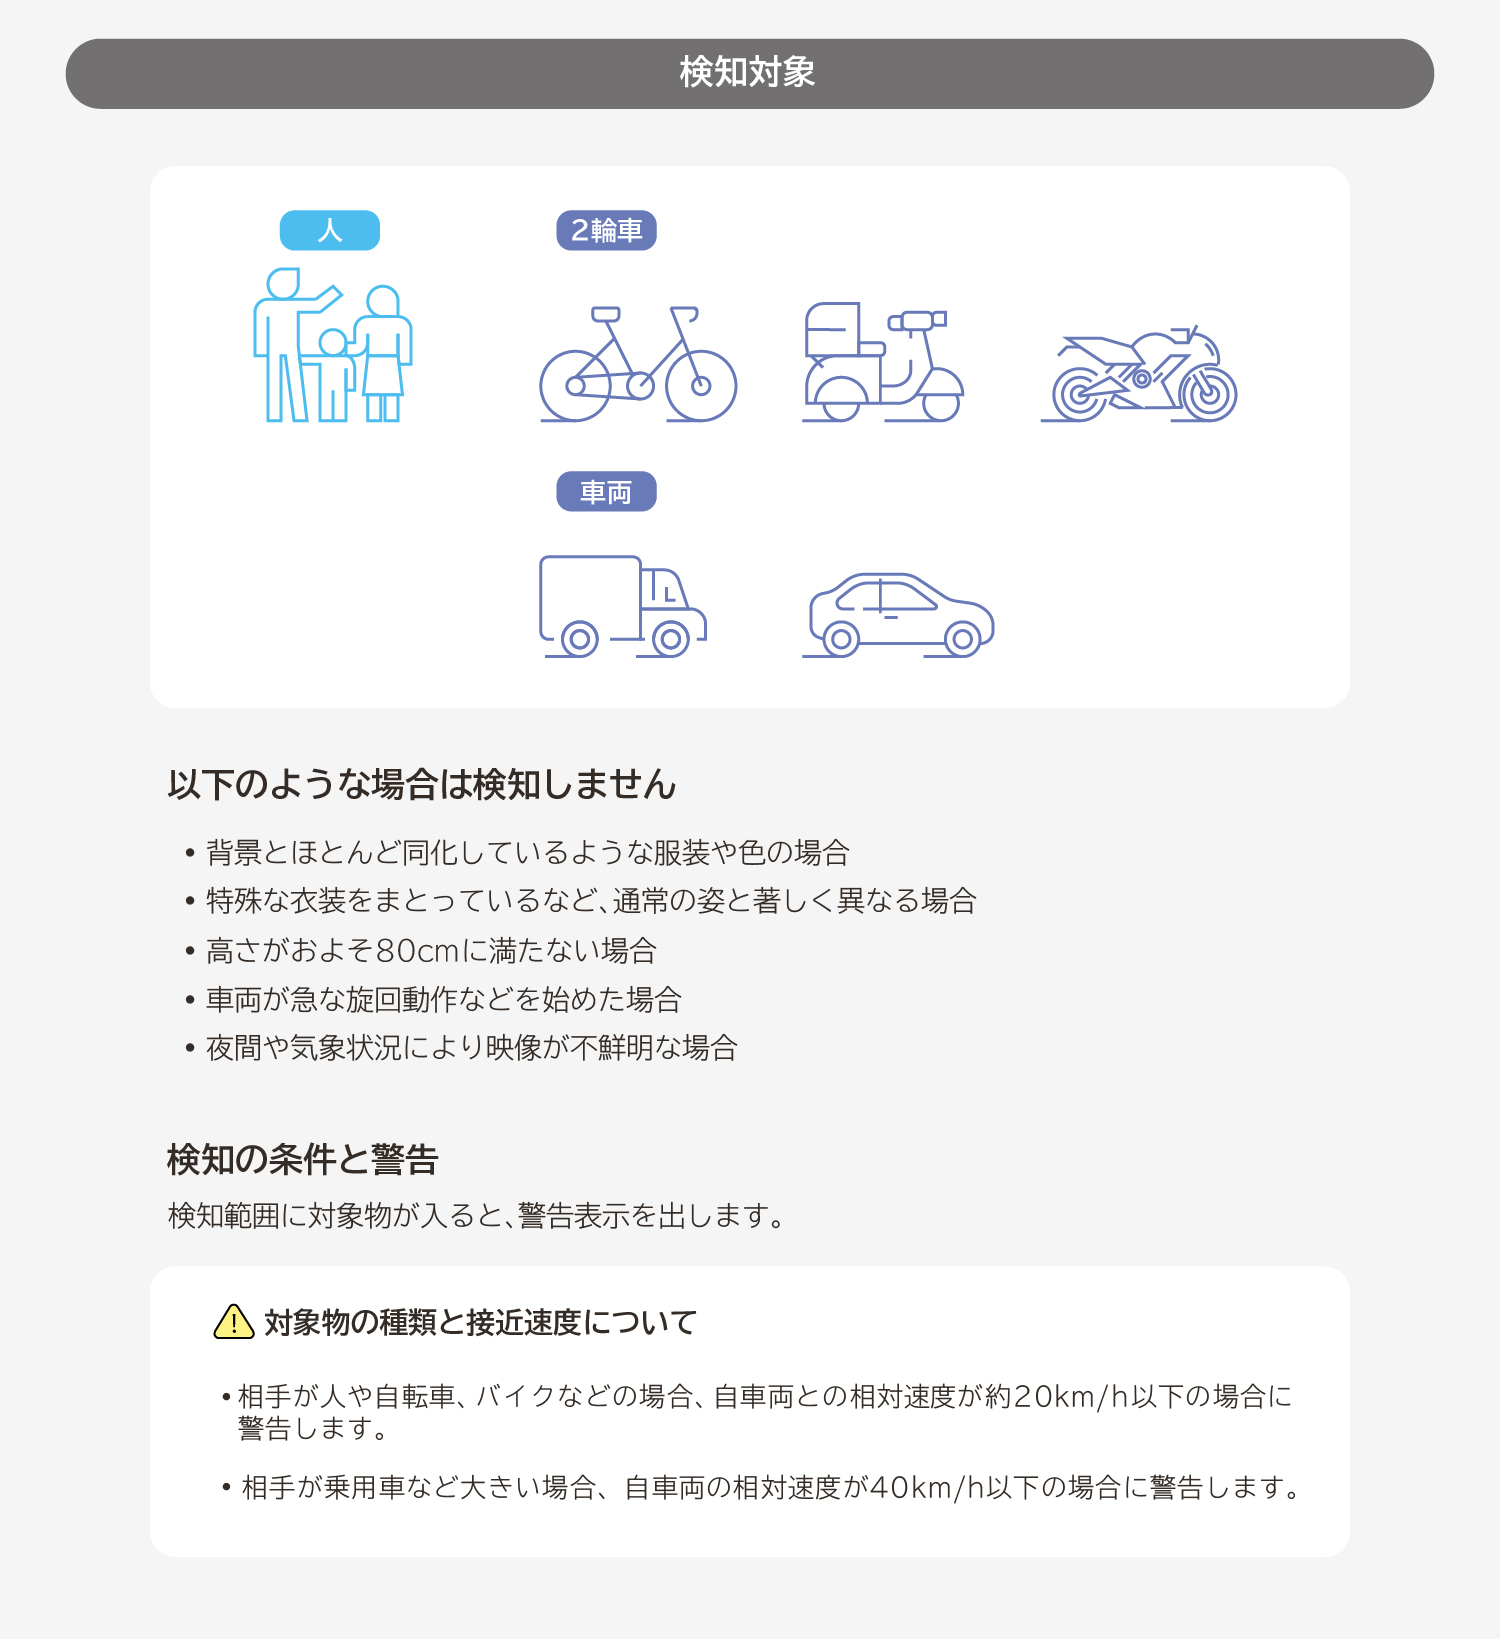 検知対象
人
2輪車
車両
以下のような場合は検知しません
• 背景とほとんど同化しているような服装や色の場合
• 特殊な衣装をまとっているなど、通常の姿と著しく異なる場合
• 高さがおよそ80cmに満たない場合
• 車両が急な旋回動作などを始めた場合
• 夜間や気象状況により映像が不鮮明な場合
検知の条件と警告
検知範囲に対象物が入ると、警告表示を出します。
対象物の種類と接近速度について
• 相手が人や自転車、バイクなどの場合、自車両との相対速度が約20km/h以下の場合に
警告します。
• 相手が乗用車など大きい場合、自車両の相対速度が40km/h以下の場合に警告します。